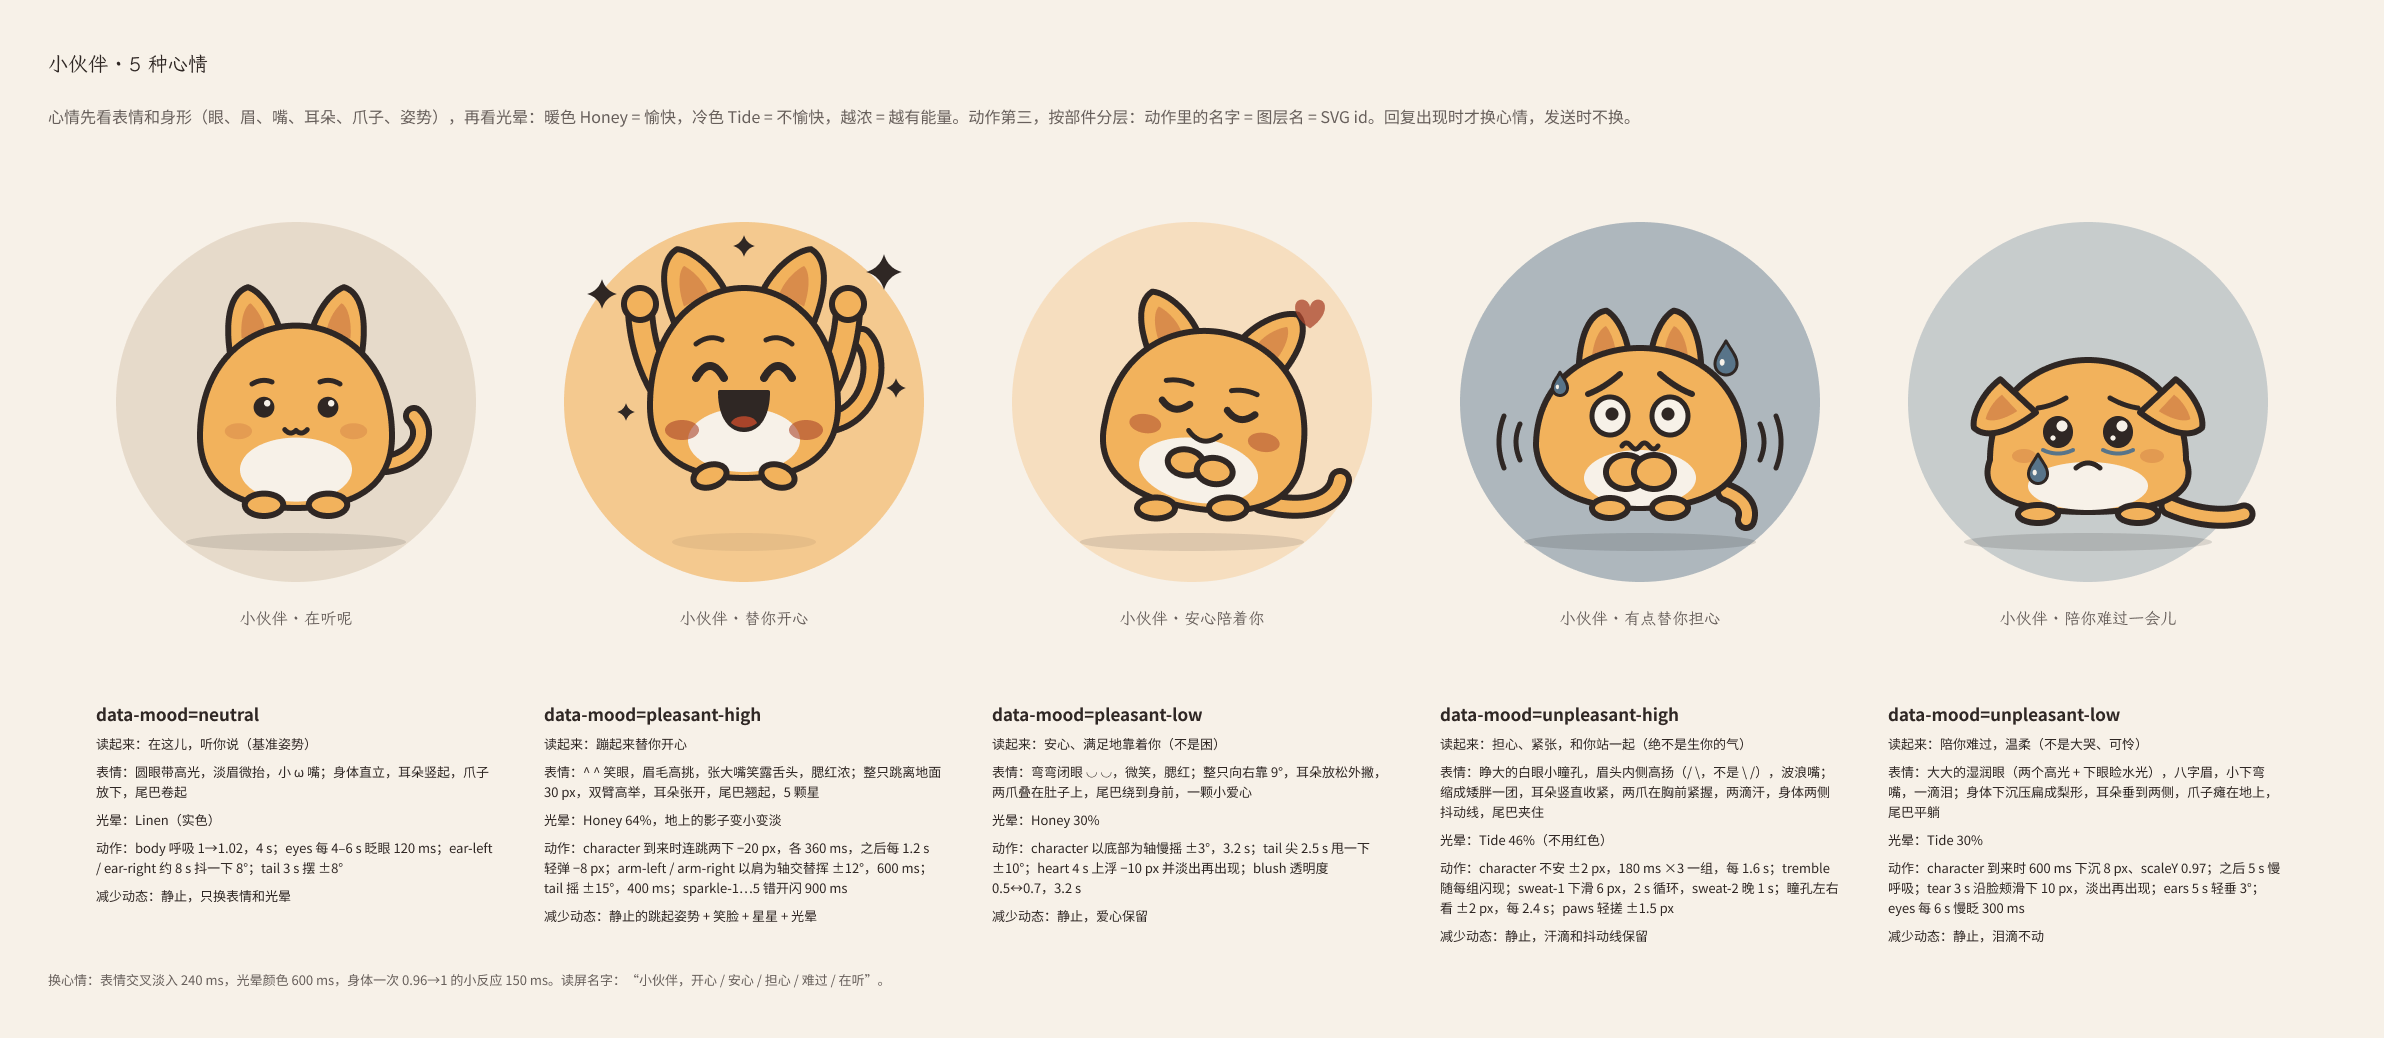 小伙伴・5 种心情
心情先看表情和身形（眼、眉、嘴、耳朵、爪子、姿势），再看光晕：暖色 Honey = 愉快，冷色 Tide = 不愉快，越浓 = 越有能量。动作第三，按部件分层：动作里的名字 = 图层名 = SVG id。回复出现时才换心情，发送时不换。
小伙伴・在听呢
小伙伴・替你开心
小伙伴・安心陪着你
小伙伴・有点替你担心
小伙伴・陪你难过一会儿
data-mood=neutral
读起来：在这儿，听你说（基准姿势）
表情：圆眼带高光，淡眉微抬，小 ω 嘴；身体直立，耳朵竖起，爪子
放下，尾巴卷起
光晕：Linen（实色）
动作：body 呼吸 1→1.02，4 s；eyes 每 4–6 s 眨眼 120 ms；ear-left
/ ear-right 约 8 s 抖一下 8°；tail 3 s 摆 ±8°
减少动态：静止，只换表情和光晕
data-mood=pleasant-high
读起来：蹦起来替你开心
表情：^ ^ 笑眼，眉毛高挑，张大嘴笑露舌头，腮红浓；整只跳离地面
30 px，双臂高举，耳朵张开，尾巴翘起，5 颗星
光晕：Honey 64%，地上的影子变小变淡
动作：character 到来时连跳两下 −20 px，各 360 ms，之后每 1.2 s
轻弹 −8 px；arm-left / arm-right 以肩为轴交替挥 ±12°，600 ms；
tail 摇 ±15°，400 ms；sparkle-1…5 错开闪 900 ms
减少动态：静止的跳起姿势 + 笑脸 + 星星 + 光晕
data-mood=pleasant-low
读起来：安心、满足地靠着你（不是困）
表情：弯弯闭眼 ◡ ◡，微笑，腮红；整只向右靠 9°，耳朵放松外撇，
两爪叠在肚子上，尾巴绕到身前，一颗小爱心
光晕：Honey 30%
动作：character 以底部为轴慢摇 ±3°，3.2 s；tail 尖 2.5 s 甩一下
±10°；heart 4 s 上浮 −10 px 并淡出再出现；blush 透明度
0.5↔0.7，3.2 s
减少动态：静止，爱心保留
data-mood=unpleasant-high
读起来：担心、紧张，和你站一起（绝不是生你的气）
表情：睁大的白眼小瞳孔，眉头内侧高扬（/ \，不是 \ /），波浪嘴；
缩成矮胖一团，耳朵竖直收紧，两爪在胸前紧握，两滴汗，身体两侧
抖动线，尾巴夹住
光晕：Tide 46%（不用红色）
动作：character 不安 ±2 px，180 ms ×3 一组，每 1.6 s；tremble
随每组闪现；sweat-1 下滑 6 px，2 s 循环，sweat-2 晚 1 s；瞳孔左右
看 ±2 px，每 2.4 s；paws 轻搓 ±1.5 px
减少动态：静止，汗滴和抖动线保留
data-mood=unpleasant-low
读起来：陪你难过，温柔（不是大哭、可怜）
表情：大大的湿润眼（两个高光 + 下眼睑水光），八字眉，小下弯
嘴，一滴泪；身体下沉压扁成梨形，耳朵垂到两侧，爪子瘫在地上，
尾巴平躺
光晕：Tide 30%
动作：character 到来时 600 ms 下沉 8 px、scaleY 0.97；之后 5 s 慢
呼吸；tear 3 s 沿脸颊滑下 10 px，淡出再出现；ears 5 s 轻垂 3°；
eyes 每 6 s 慢眨 300 ms
减少动态：静止，泪滴不动
换心情：表情交叉淡入 240 ms，光晕颜色 600 ms，身体一次 0.96→1 的小反应 150 ms。读屏名字：“小伙伴，开心 / 安心 / 担心 / 难过 / 在听”。